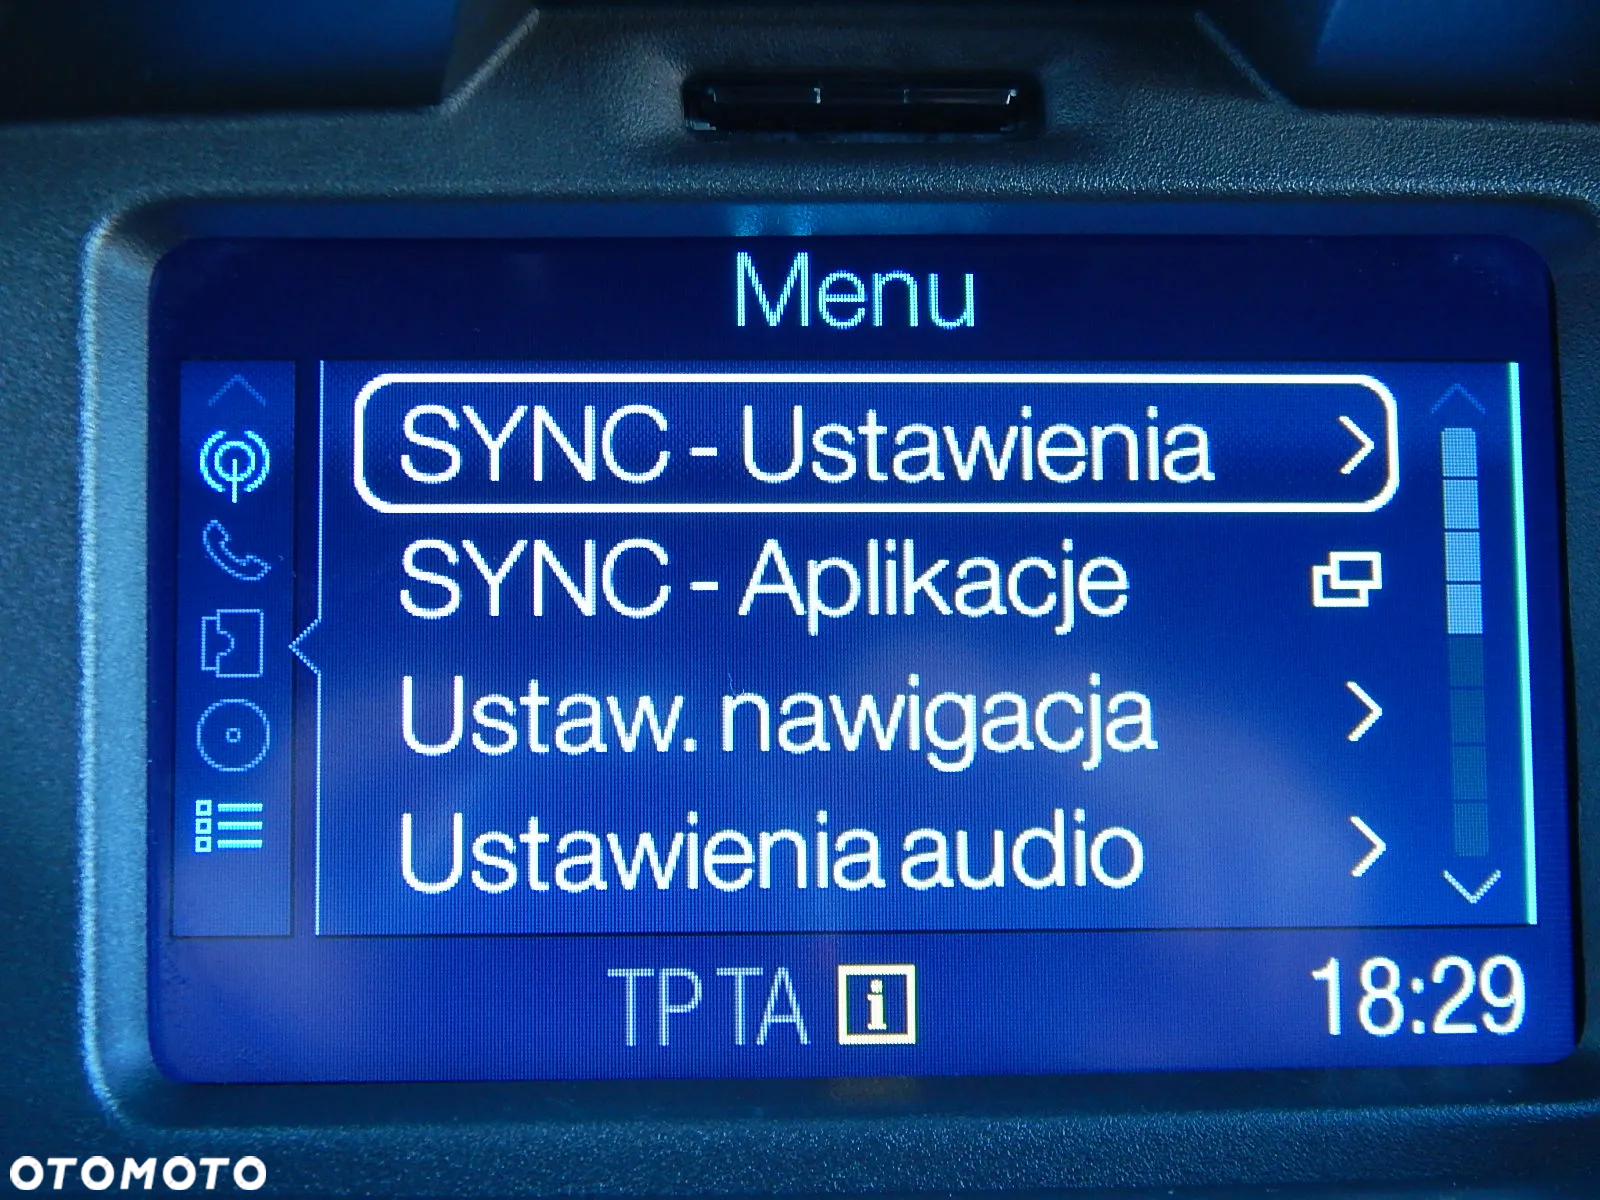 Menu
SYNC - Ustawienia
SYNC - Aplikacje
Ustaw. nawigacja
Ustawienia audio
TP TA i
18:29
OTOMOTO